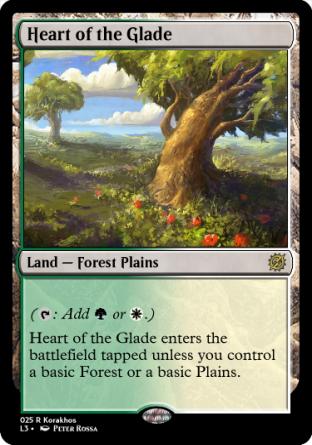 Heart of the Glade
Land — Forest Plains
( : Add  or  .)
Heart of the Glade enters the
battlefield tapped unless you control
a basic Forest or a basic Plains.
025 R Korakhos
L3 • Peter Rossa